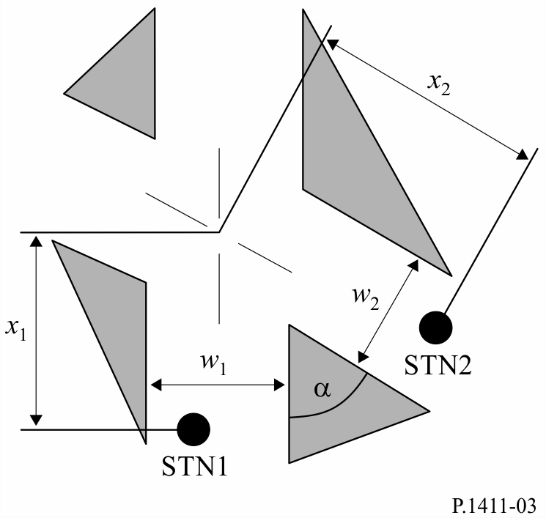 x₂
w₂
x₁
w₁
α
STN2
STN1
P.1411-03